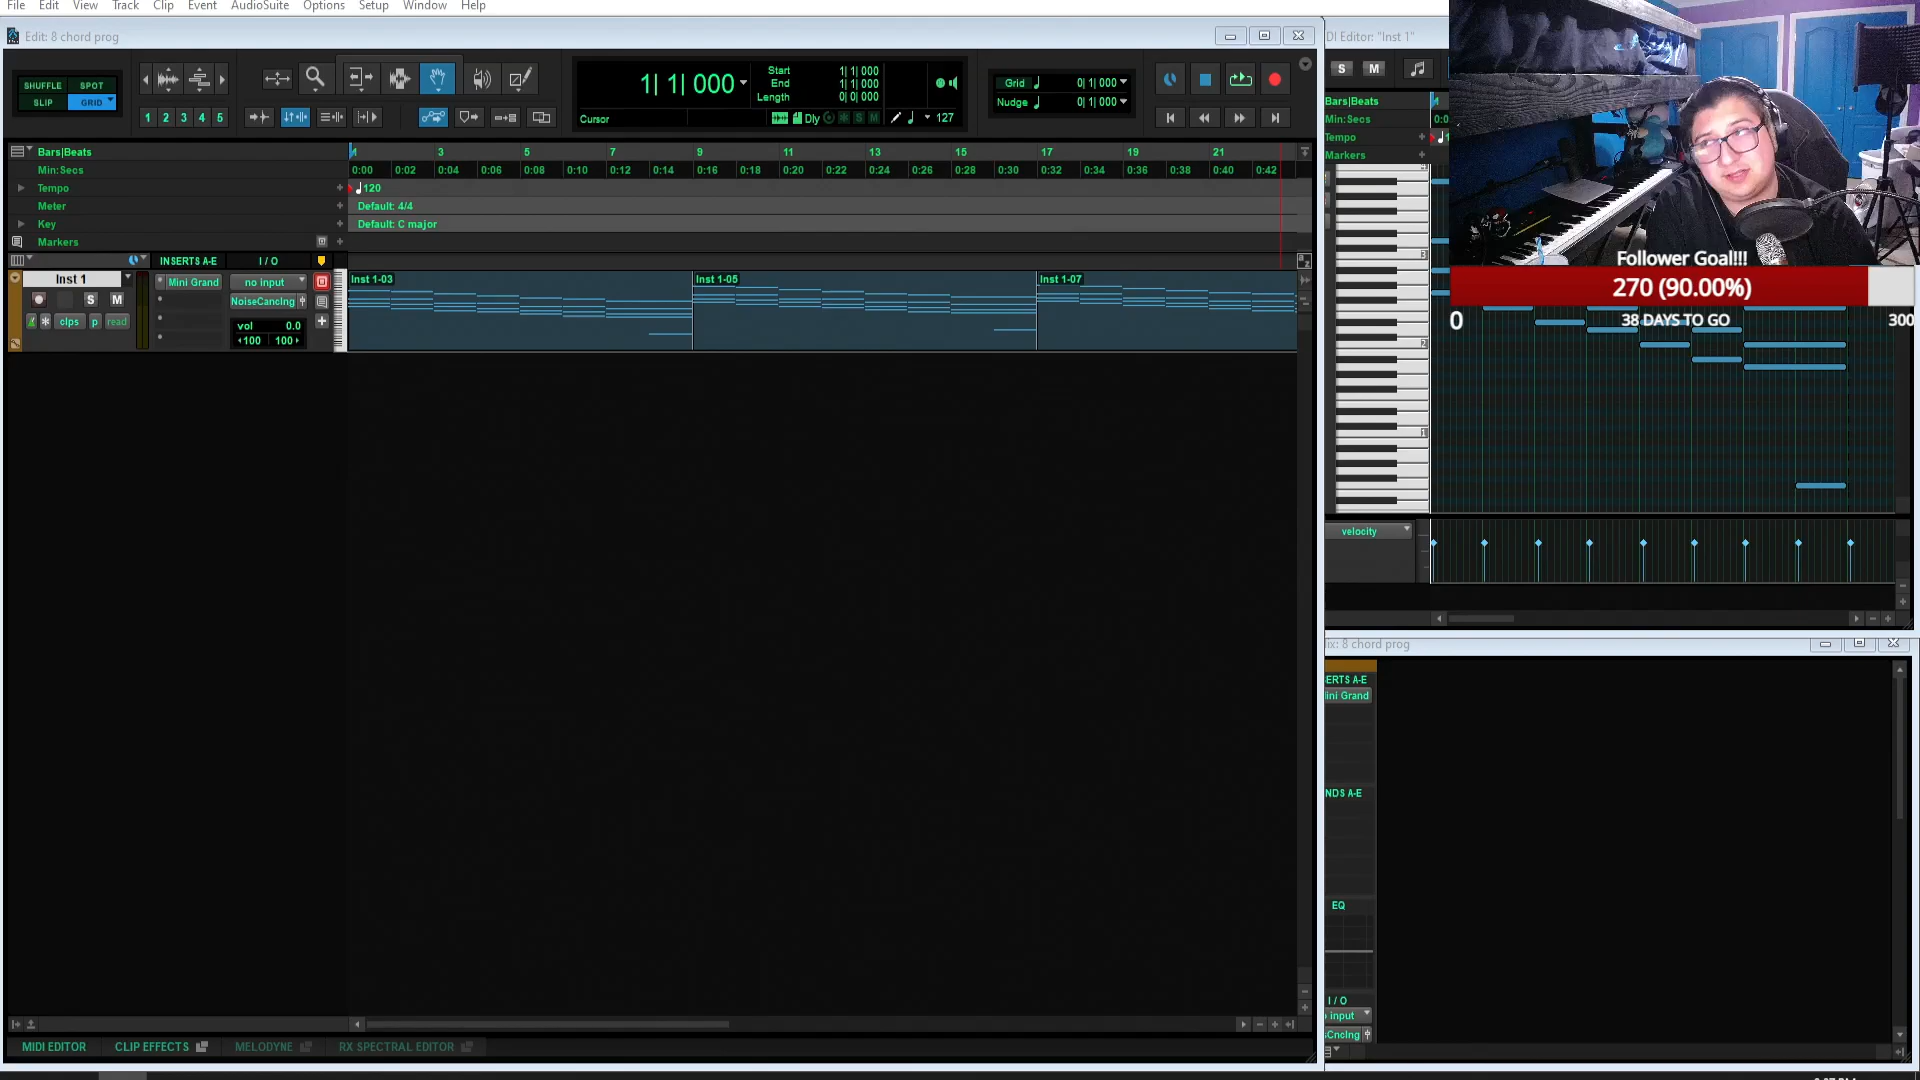 File Edit View Track Clip Event AudioSuite Options Setup Window Help
Edit: 8 chord prog
SHUFFLE SPOT
SLIP GRID
1 2 3 4 5
1| 1| 000
Start 1| 1| 000
End 1| 1| 000
Length 0| 0| 000
Cursor
Dly S M 127
Grid 0| 1| 000
Nudge 0| 1| 000
Bars|Beats 3 5 7 9 11 13 15 17 19 21
Min:Secs 0:00 0:02 0:04 0:06 0:08 0:10 0:12 0:14 0:16 0:18 0:20 0:22 0:24 0:26 0:28 0:30 0:32 0:34 0:36 0:38 0:40 0:42
Tempo 120
Meter Default: 4/4
Key Default: C major
Markers
INSERTS A-E I / O
Inst 1 Mini Grand no input
S M NoiseCancIng
clps p read
vol 0.0
100 100
Inst 1-03 Inst 1-05 Inst 1-07
MIDI EDITOR CLIP EFFECTS MELODYNE RX SPECTRAL EDITOR
DI Editor: "Inst 1"
S M
Bars|Beats
Min:Secs
Tempo
Markers
3
2
1
velocity
Follower Goal!!!
270 (90.00%)
0 38 DAYS TO GO 300
ix: 8 chord prog
ERTS A-E
ini Grand
NDS A-E
EQ
I / O
input
sCncIng